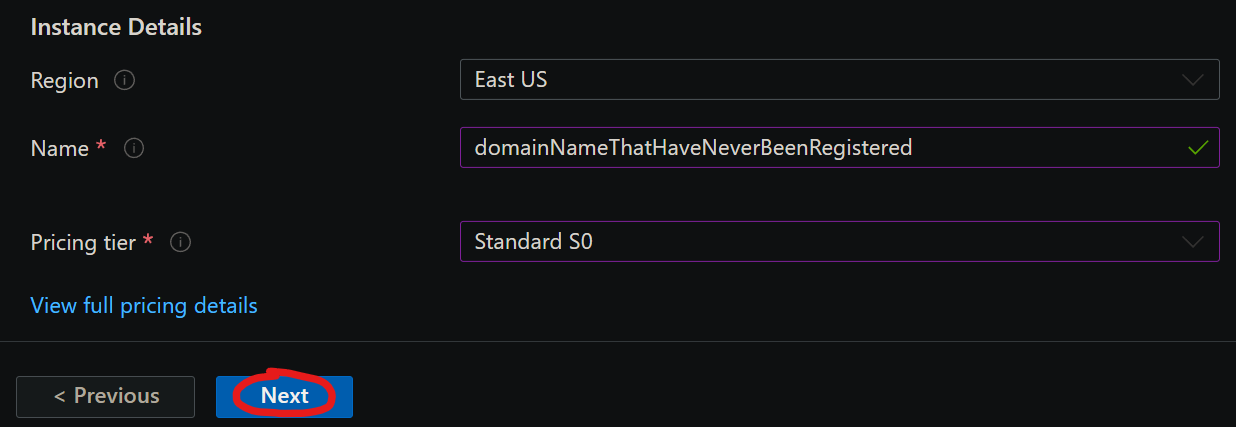 Instance Details
Region East US
Name * domainNameThatHaveNeverBeenRegistered
Pricing tier * Standard S0
View full pricing details
< Previous Next